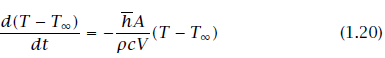 d(T − T∞)/dt = − h̅A/ρcV (T − T∞) (1.20)